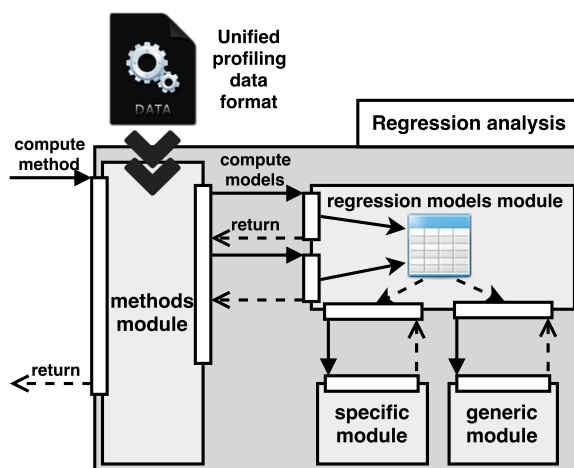 Unified
profiling
data
format
DATA
Regression analysis
compute
method
compute
models
regression models module
return
methods
module
return
specific
module
generic
module